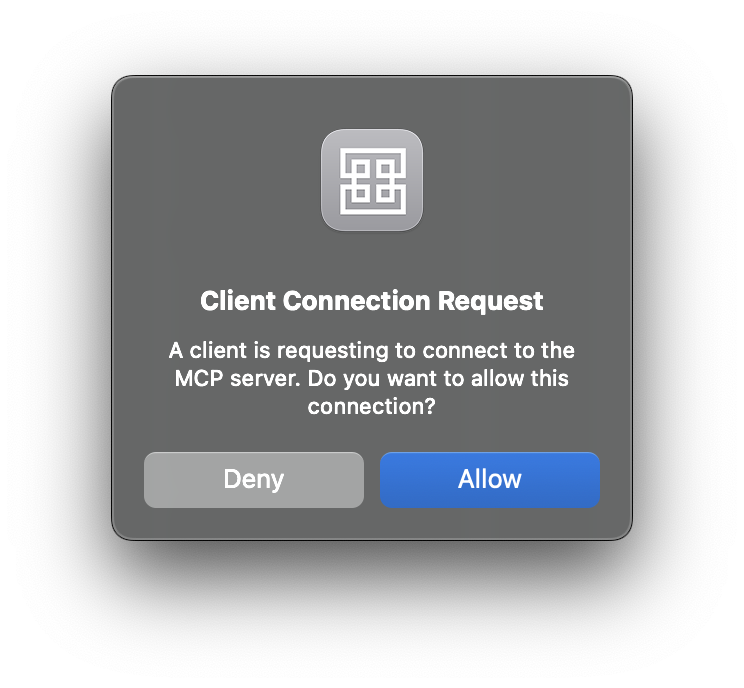 Client Connection Request
A client is requesting to connect to the
MCP server. Do you want to allow this
connection?
Deny
Allow